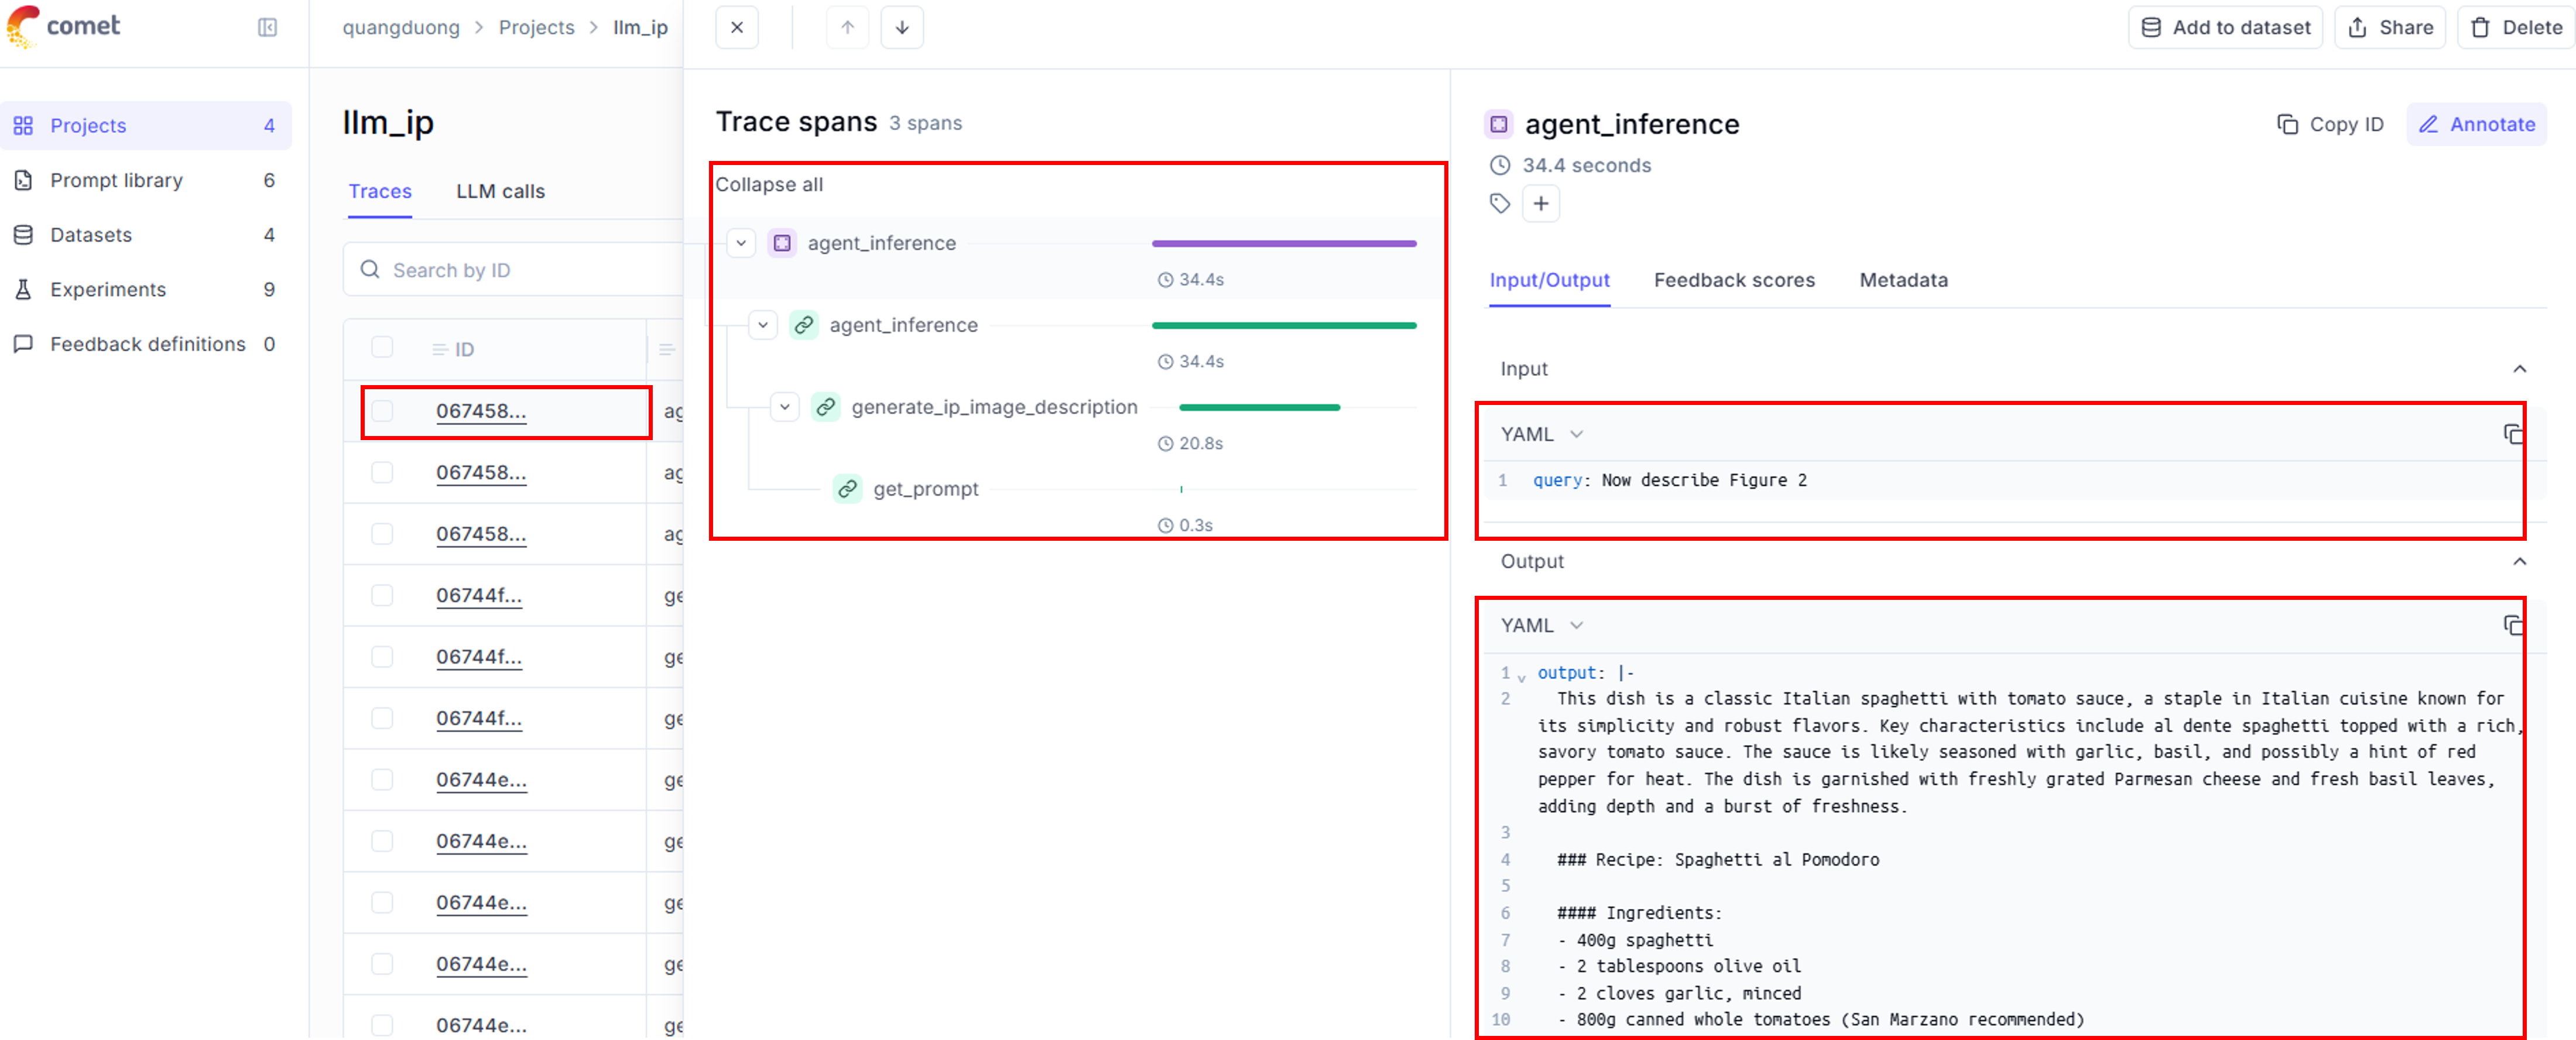 comet
quangduong > Projects > llm_ip
Add to dataset
Share
Delete
Projects 4
Prompt library 6
Datasets 4
Experiments 9
Feedback definitions 0
llm_ip
Traces LLM calls
Search by ID
ID
067458...
067458...
067458...
06744f...
06744f...
06744f...
06744e...
06744e...
06744e...
06744e...
06744e...
Trace spans 3 spans
Collapse all
agent_inference
34.4s
agent_inference
34.4s
generate_ip_image_description
20.8s
get_prompt
0.3s
agent_inference
Copy ID
Annotate
34.4 seconds
Input/Output Feedback scores Metadata
Input
YAML
1 query: Now describe Figure 2
Output
YAML
1 output: |-
2 This dish is a classic Italian spaghetti with tomato sauce, a staple in Italian cuisine known for
its simplicity and robust flavors. Key characteristics include al dente spaghetti topped with a rich,
savory tomato sauce. The sauce is likely seasoned with garlic, basil, and possibly a hint of red
pepper for heat. The dish is garnished with freshly grated Parmesan cheese and fresh basil leaves,
adding depth and a burst of freshness.
3
4 ### Recipe: Spaghetti al Pomodoro
5
6 #### Ingredients:
7 - 400g spaghetti
8 - 2 tablespoons olive oil
9 - 2 cloves garlic, minced
10 - 800g canned whole tomatoes (San Marzano recommended)